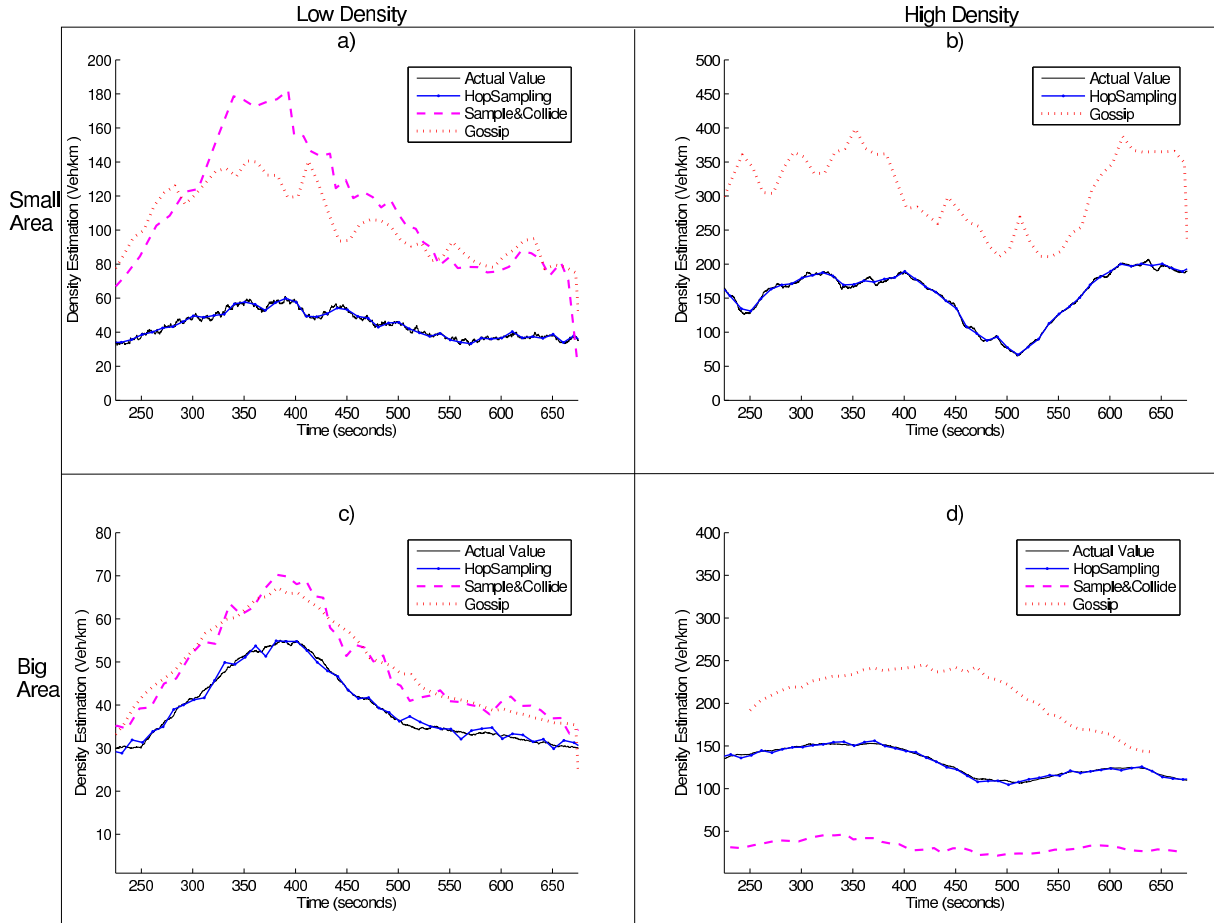 Low Density
High Density
Small
Area
Big
Area
a)
Density Estimation (Veh/km)
200
180
160
140
120
100
80
60
40
20
0
250 300 350 400 450 500 550 600 650
Time (seconds)
Actual Value
HopSampling
Sample&Collide
Gossip
b)
Density Estimation (Veh/km)
500
450
400
350
300
250
200
150
100
50
0
250 300 350 400 450 500 550 600 650
Time (seconds)
Actual Value
HopSampling
Gossip
c)
Density Estimation (Veh/km)
80
70
60
50
40
30
20
10
250 300 350 400 450 500 550 600 650
Time (seconds)
Actual Value
HopSampling
Sample&Collide
Gossip
d)
Density Estimation (Veh/km)
400
350
300
250
200
150
100
50
250 300 350 400 450 500 550 600 650
Time (seconds)
Actual Value
HopSampling
Sample&Collide
Gossip